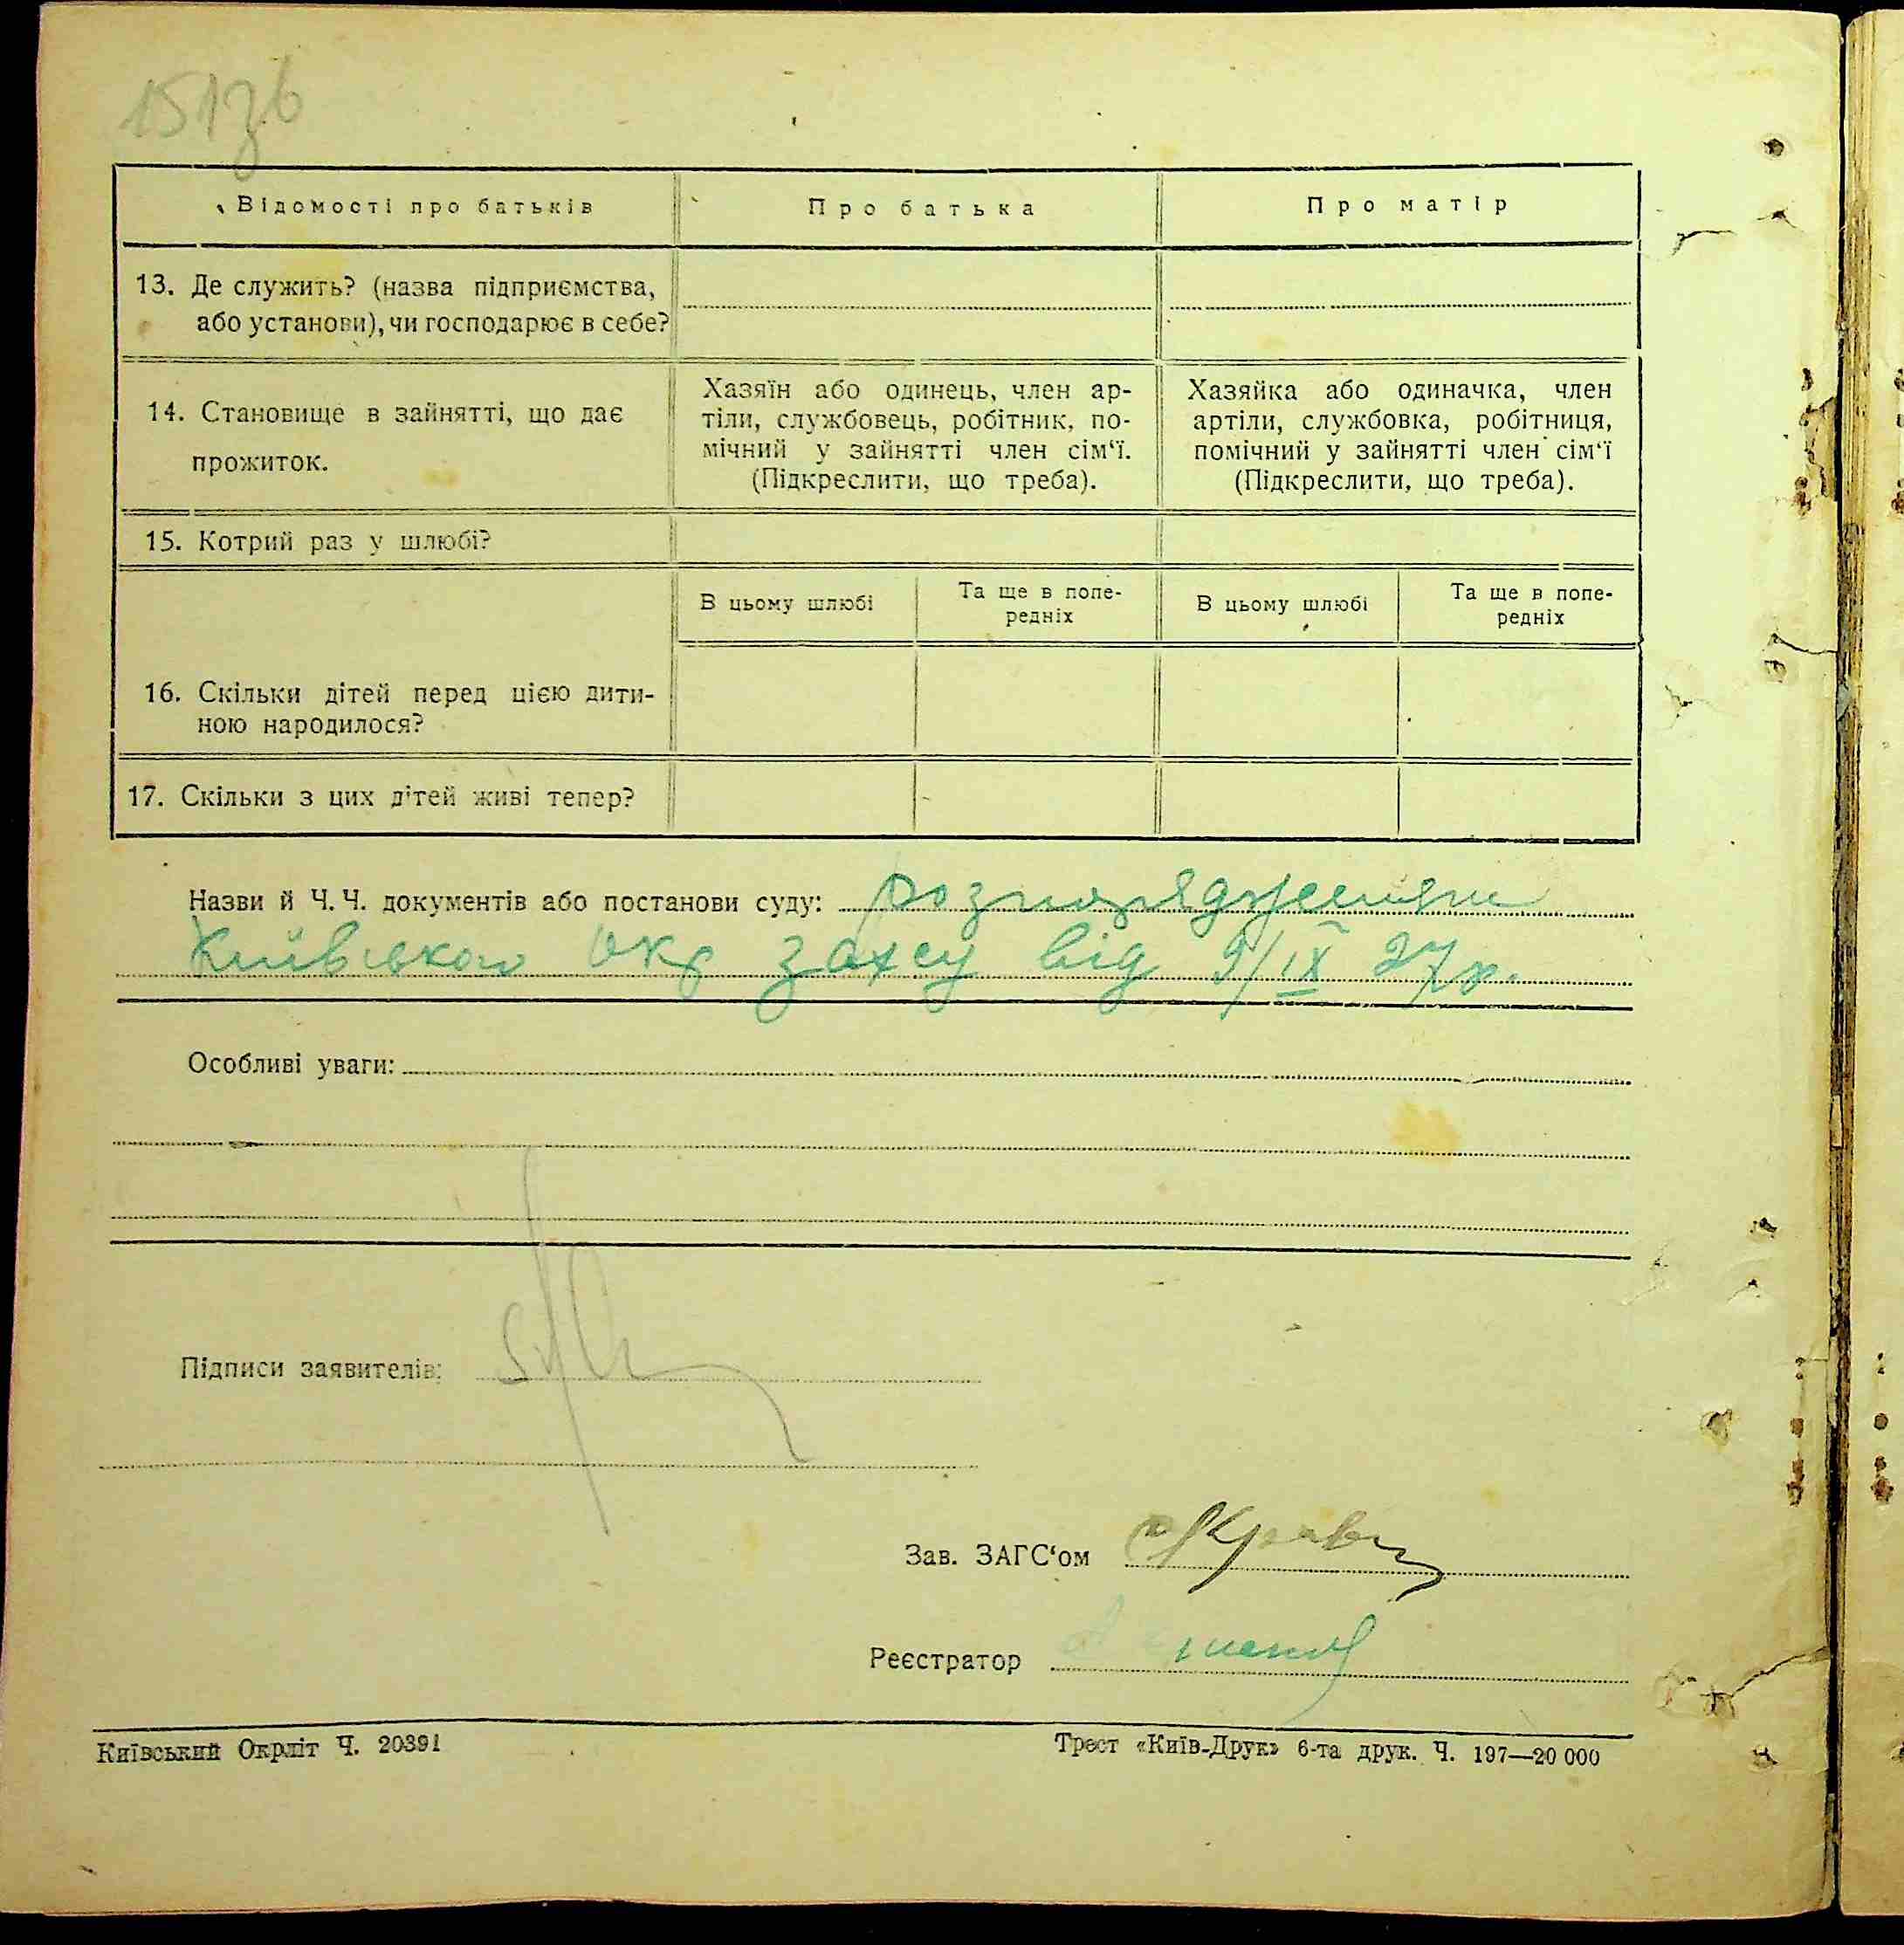 151зв
Відомості про батьків
Про батька
Про матір
13. Де служить? (назва підприємства,
або установи), чи господарює в себе?
14. Становище в зайнятті, що дає
прожиток.
Хазяїн або одинець, член ар-
тіли, службовець, робітник, по-
мічний у зайнятті член сім‘ї.
(Підкреслити, що треба).
Хазяйка або одиначка, член
артіли, службовка, робітниця,
помічний у зайнятті член сім‘ї
(Підкреслити, що треба).
15. Котрий раз у шлюбі?
В цьому шлюбі
Та ще в попе-
редніх
В цьому шлюбі
Та ще в попе-
редніх
16. Скільки дітей перед цією дити-
ною народилося?
17. Скільки з цих дітей живі тепер?
Назви й Ч. Ч. документів або постанови суду: розпорядження
Київського Окр загсу від 9/IX 27 р.
Особливі уваги:
Підписи заявителів:
Зав. ЗАГС‘ом
Реєстратор
Київський Окрліт Ч. 20391
Трест «Київ-Друк» 6-та друк. Ч. 197—20 000